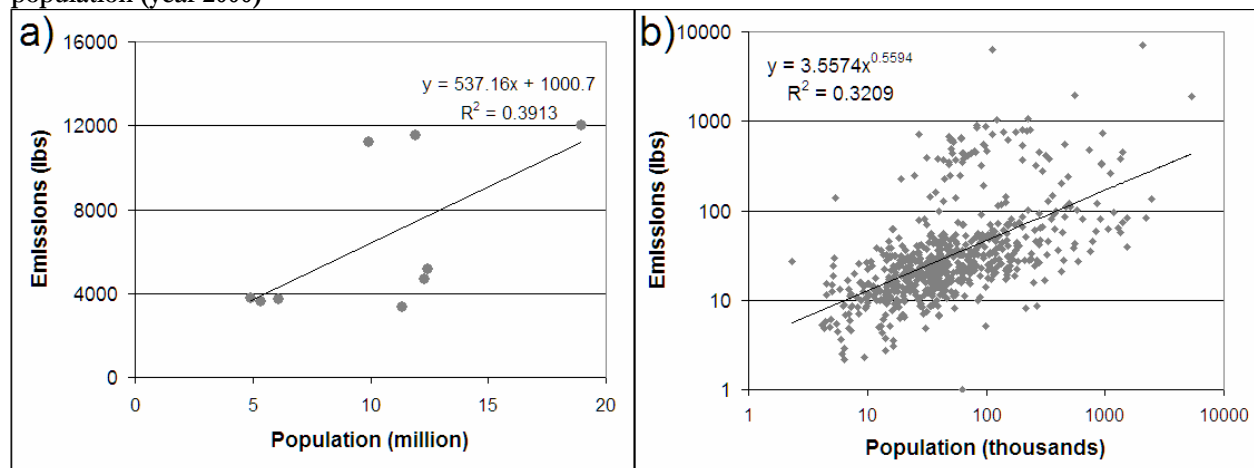 population (year 2000)
a)
16000
12000
8000
4000
0
Emissions (lbs)
y = 537.16x + 1000.7
R² = 0.3913
0 5 10 15 20
Population (million)
b)
10000
1000
100
10
1
Emissions (lbs)
y = 3.5574x^0.5594
R² = 0.3209
1 10 100 1000 10000
Population (thousands)